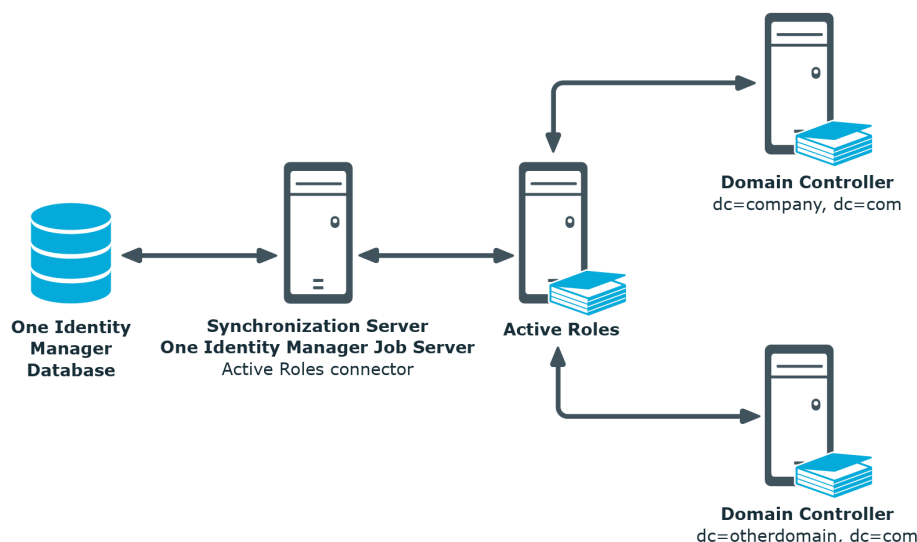 Domain Controller
dc=company, dc=com
One Identity
Manager
Database
Synchronization Server
One Identity Manager Job Server
Active Roles connector
Active Roles
Domain Controller
dc=otherdomain, dc=com